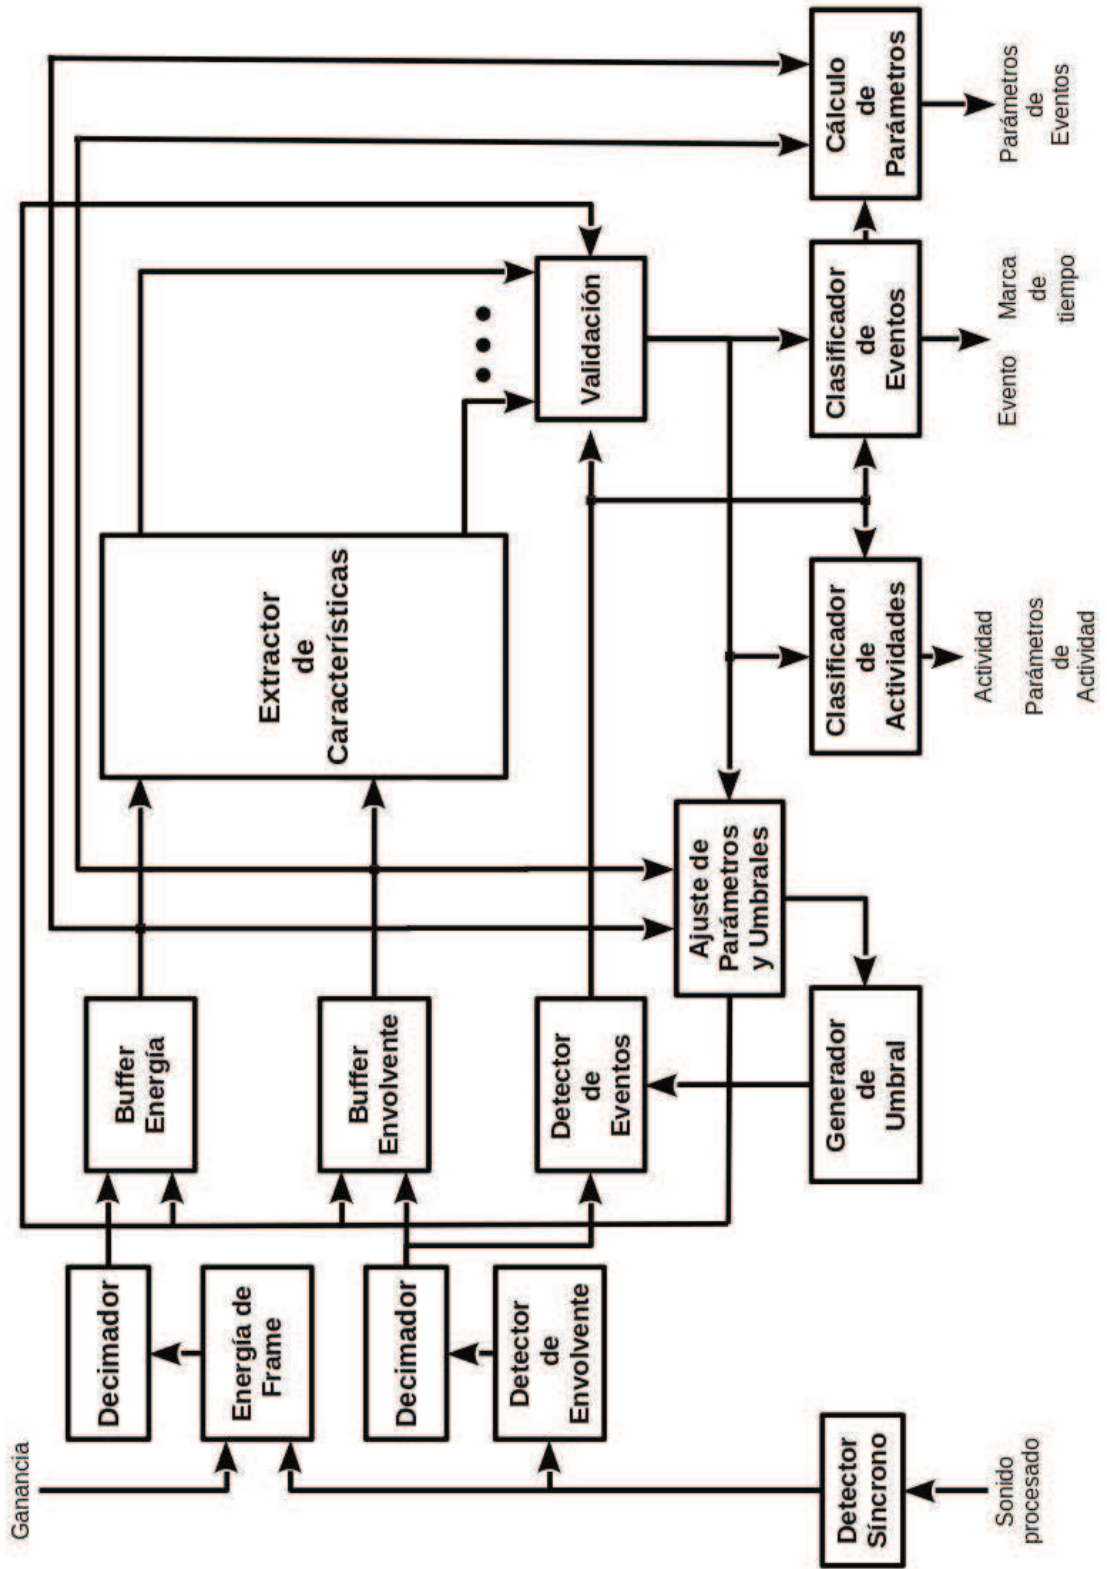 Ganancia
Decimador
Energía de
Frame
Decimador
Detector
de
Envolvente
Detector
Síncrono
Sonido
procesado
Buffer
Energía
Buffer
Envolvente
Detector
de
Eventos
Generador
de
Umbral
Ajuste de
Parámetros
y Umbrales
Extractor
de
Características
Validación
Clasificador
de
Actividades
Actividad
Parámetros
de
Actividad
Clasificador
de
Eventos
Evento
Marca
de
tiempo
Cálculo
de
Parámetros
Parámetros
de
Eventos